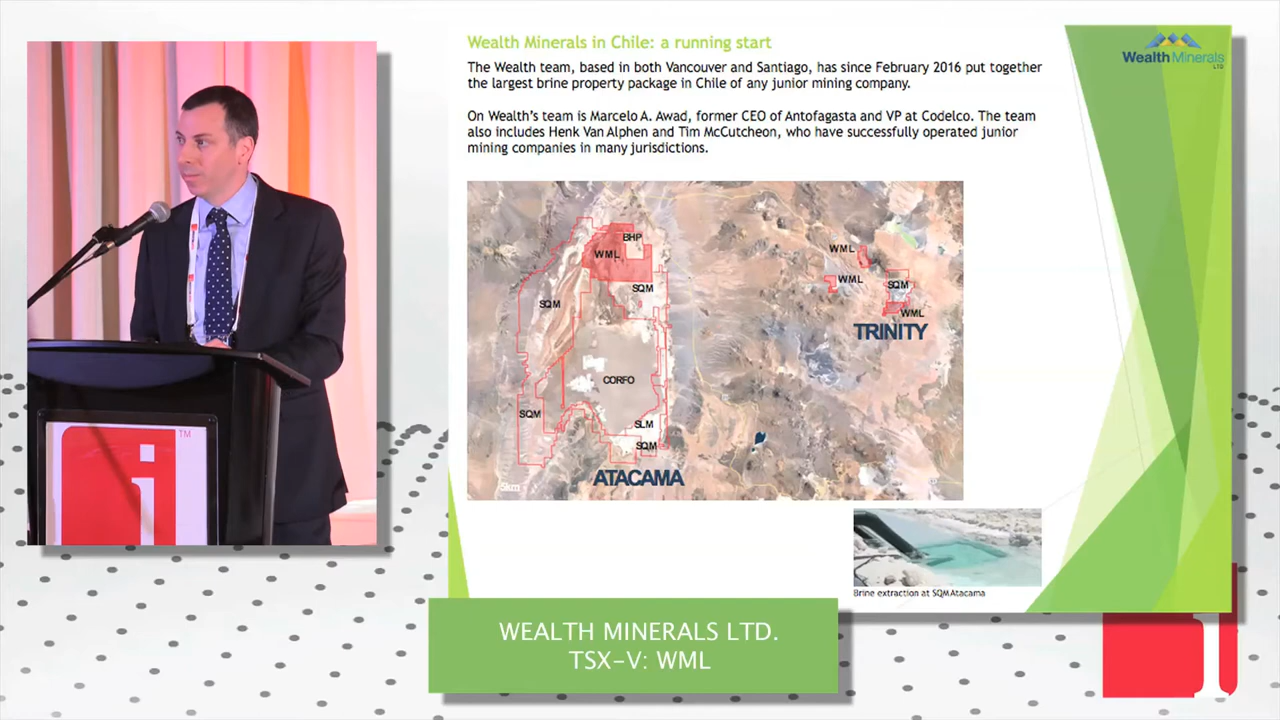 Wealth Minerals in Chile: a running start
The Wealth team, based in both Vancouver and Santiago, has since February 2016 put together
the largest brine property package in Chile of any junior mining company.
On Wealth's team is Marcelo A. Awad, former CEO of Antofagasta and VP at Codelco. The team
also includes Henk Van Alphen and Tim McCutcheon, who have successfully operated junior
mining companies in many jurisdictions.
WealthMinerals
LTD
BHP
WML
SQM
SQM
CORFO
SQM
SLM
SQM
ATACAMA
5km
WML
WML
SQM
WML
TRINITY
Brine extraction at SQM Atacama
i
TM
WEALTH MINERALS LTD.
TSX-V: WML